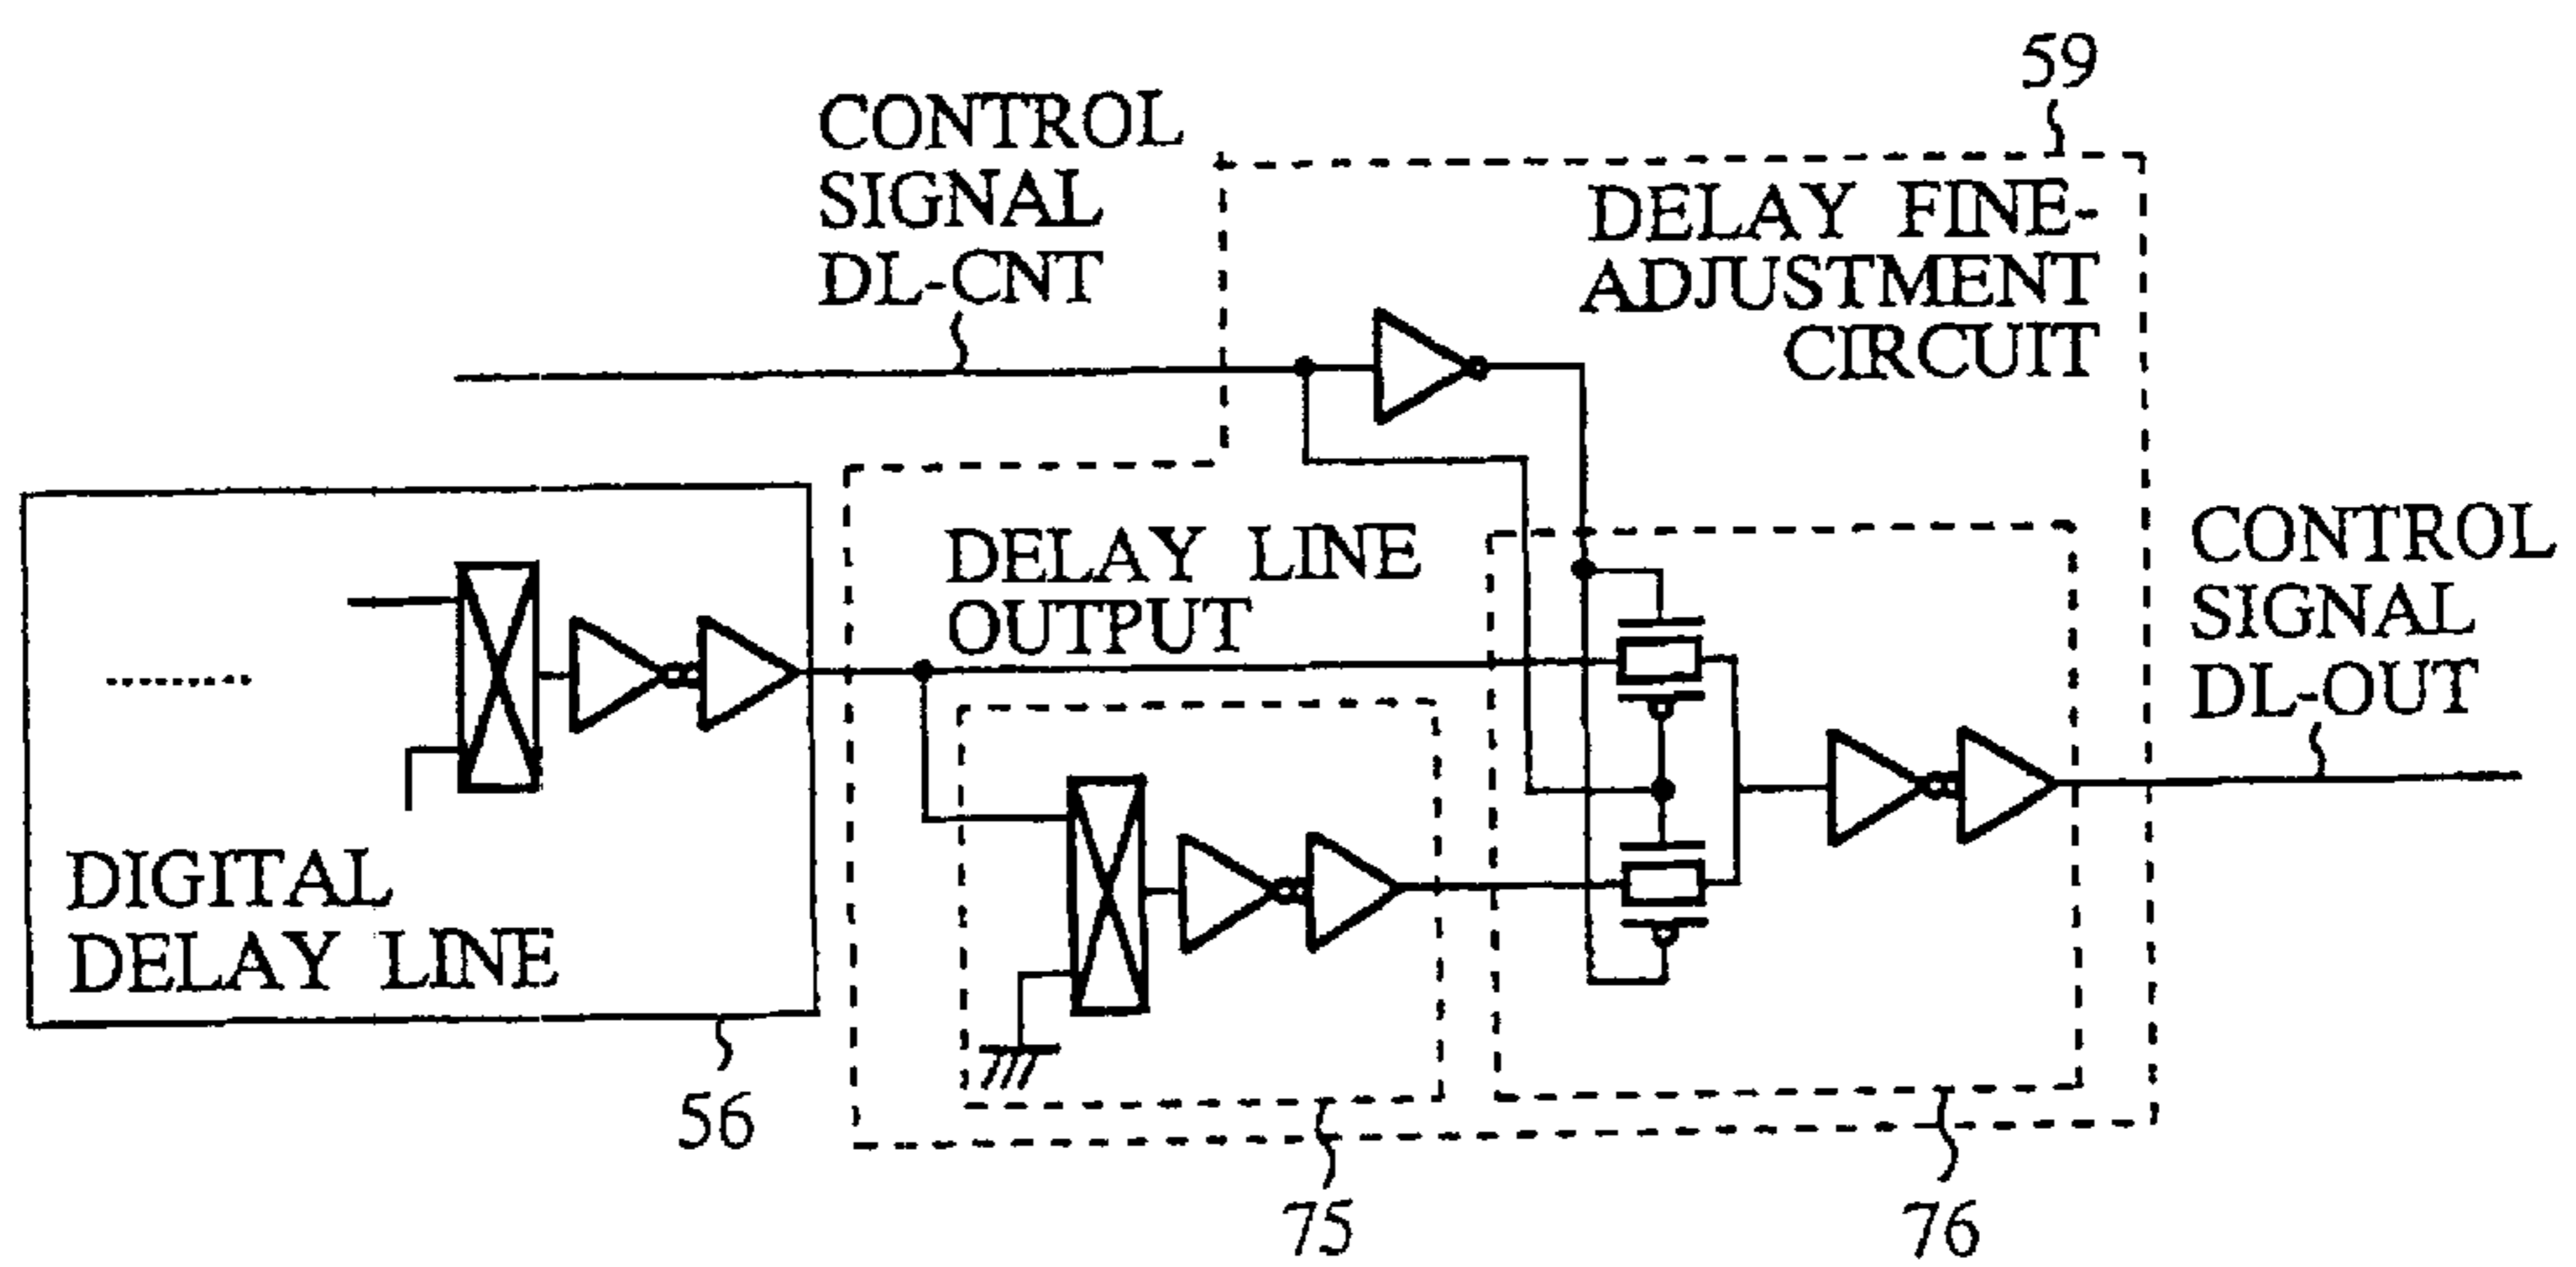 59
CONTROL
SIGNAL
DL-CNT
DELAY FINE-
ADJUSTMENT
CIRCUIT
DELAY LINE
OUTPUT
CONTROL
SIGNAL
DL-OUT
DIGITAL
DELAY LINE
56
75
76